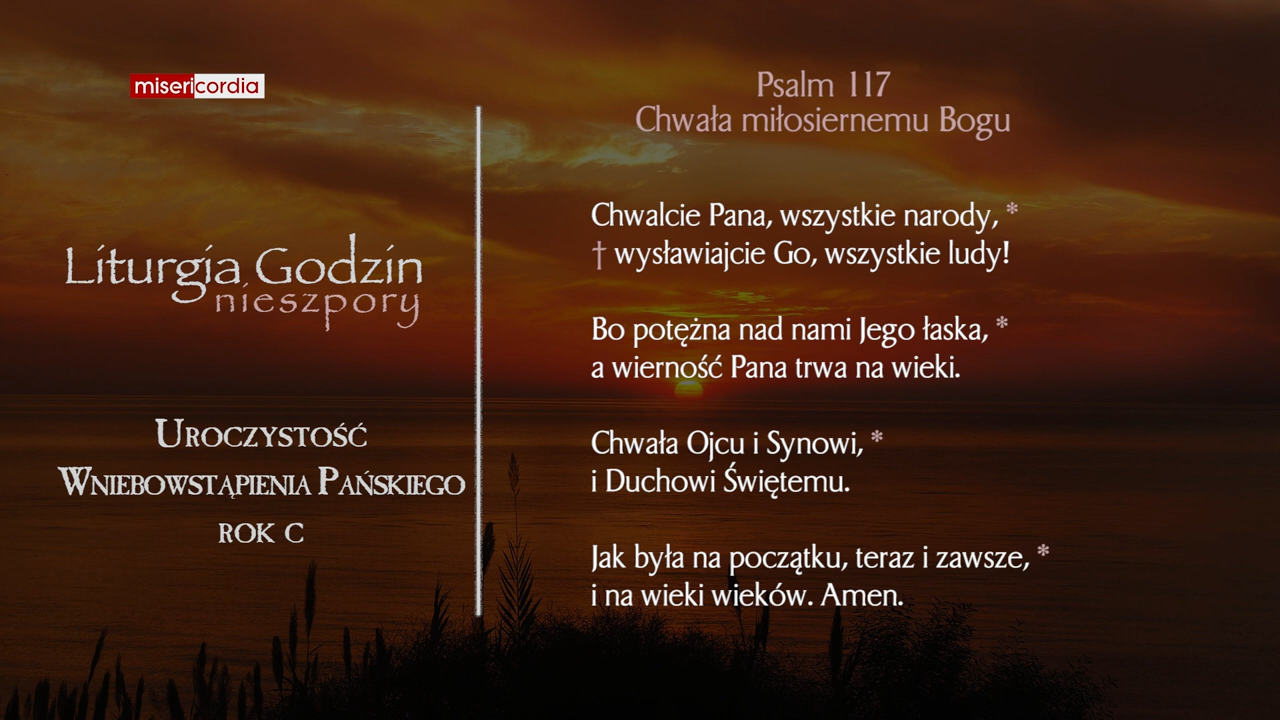 misericordia
Liturgia Godzin
nieszpory
Uroczystość
Wniebowstąpienia Pańskiego
rok C
Psalm 117
Chwała miłosiernemu Bogu
Chwalcie Pana, wszystkie narody, *
† wysławiajcie Go, wszystkie ludy!
Bo potężna nad nami Jego łaska, *
a wierność Pana trwa na wieki.
Chwała Ojcu i Synowi, *
i Duchowi Świętemu.
Jak była na początku, teraz i zawsze, *
i na wieki wieków. Amen.